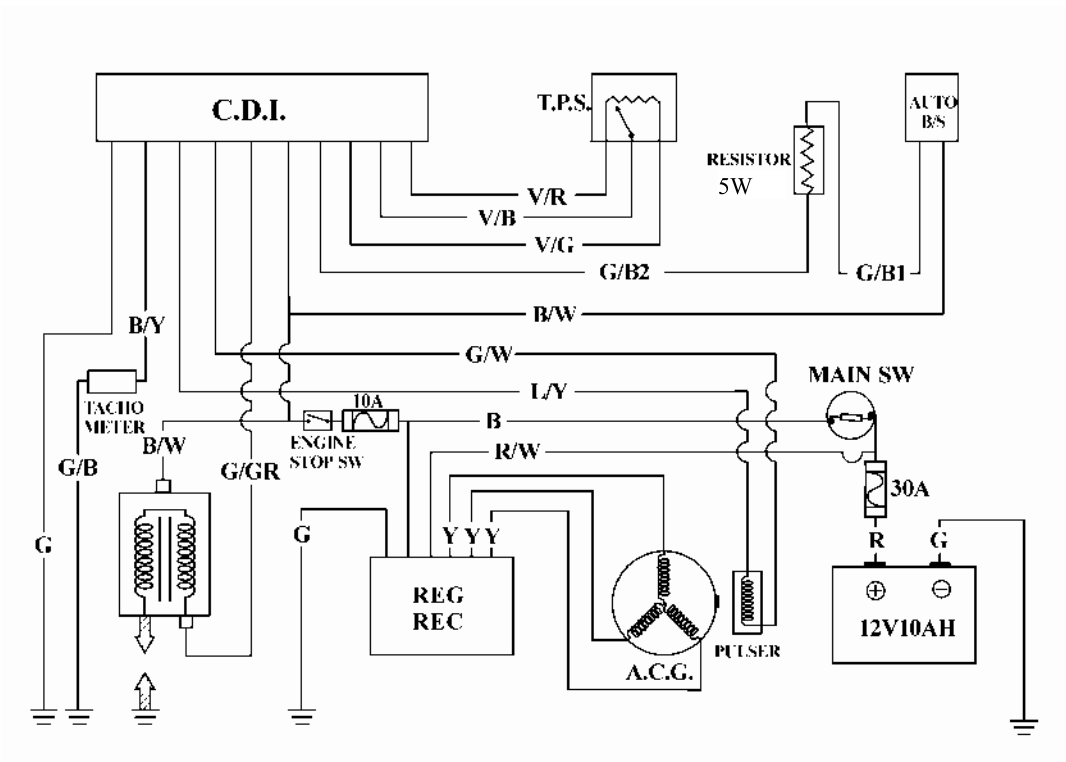 C.D.I.
T.P.S.
AUTO
B/S
RESISTOR
5W
V/R
V/B
V/G
G/B2
G/B1
B/W
B/Y
G/W
MAIN SW
L/Y
10A
TACHO
METER
B
B/W
ENGINE
STOP SW
R/W
G/B
G/GR
30A
G
G
Y Y Y
R
G
REG
REC
+
−
12V10AH
PULSER
A.C.G.